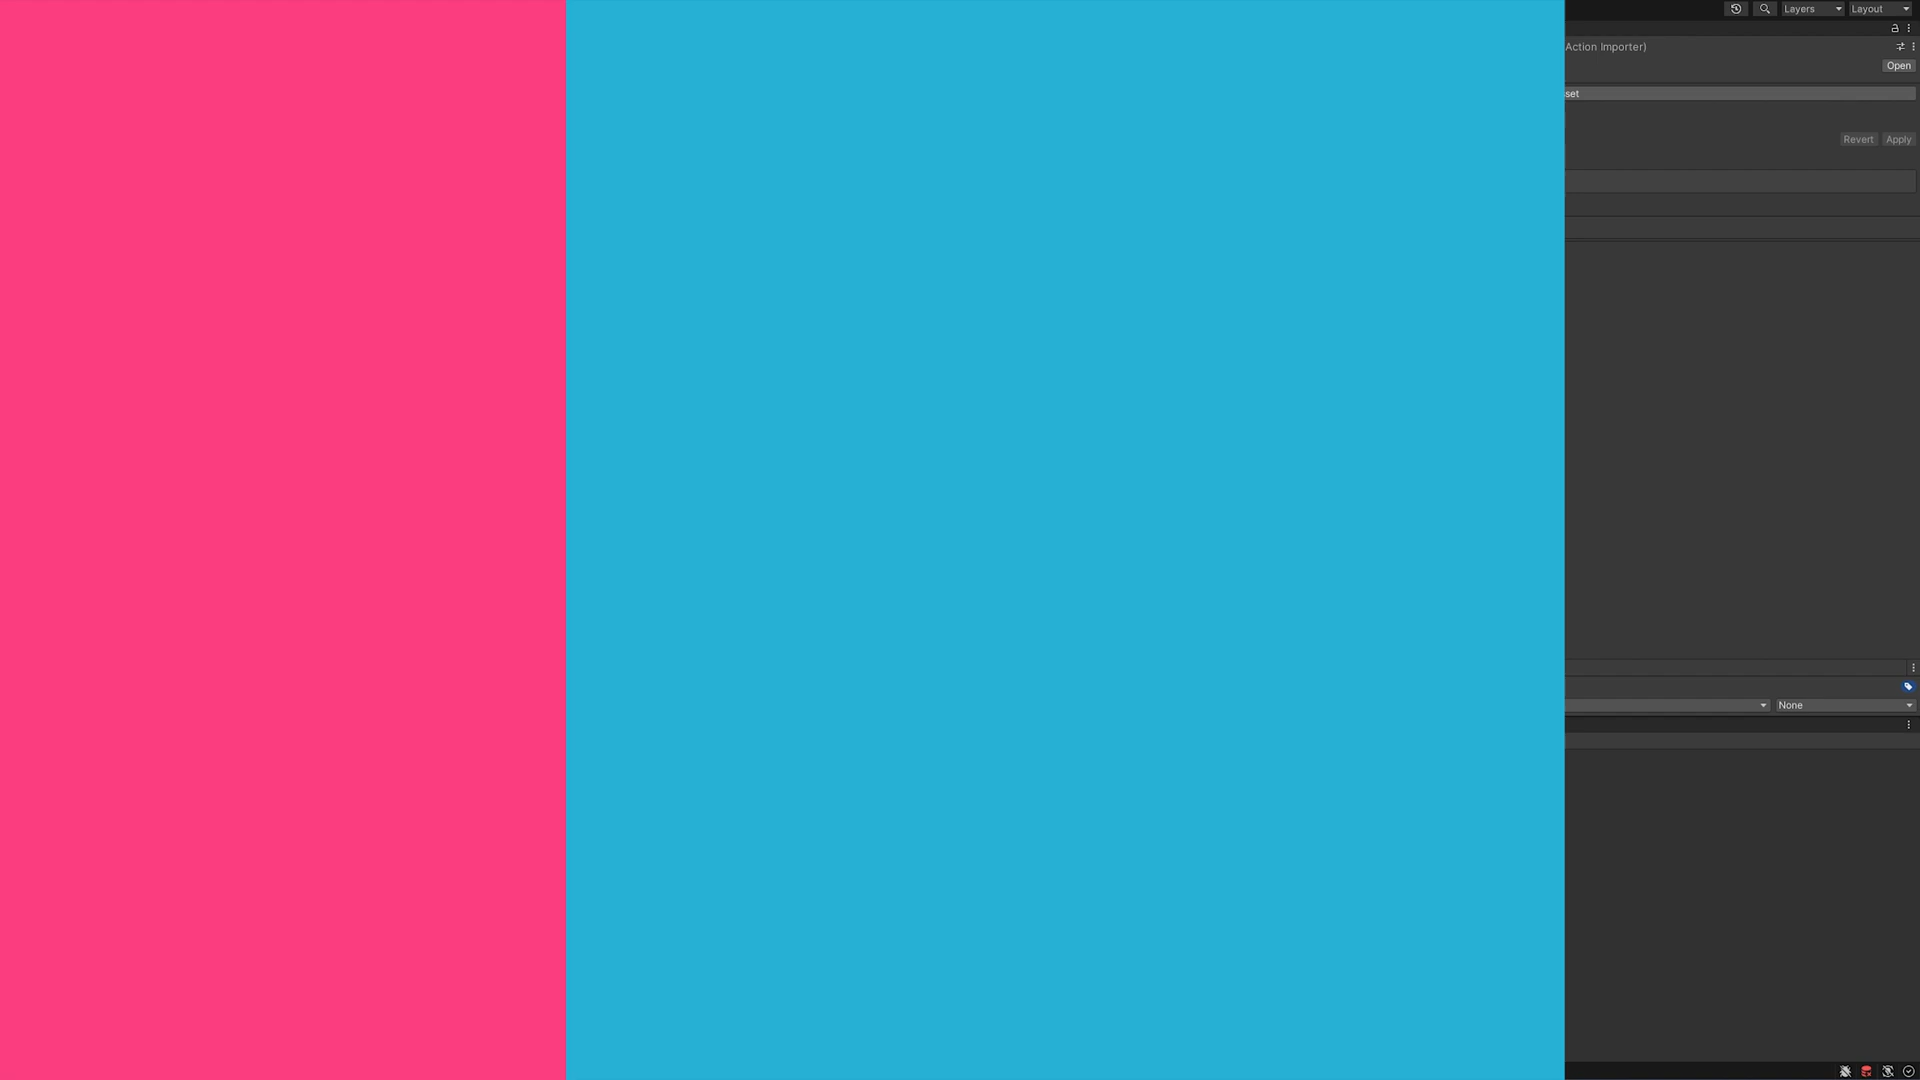 Layers Layout
Action Importer)
Open
set
Revert Apply
None